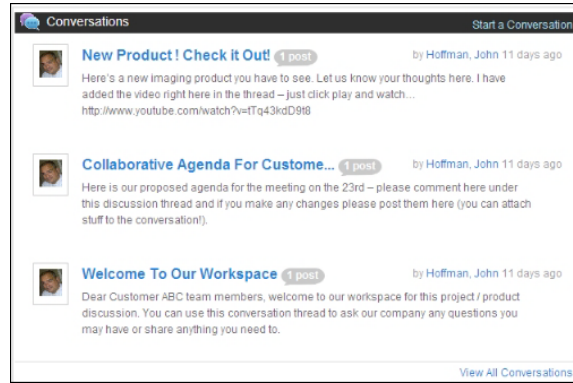 Conversations
Start a Conversation
New Product ! Check it Out! 1 post
by Hoffman, John 11 days ago
Here's a new imaging product you have to see. Let us know your thoughts here. I have
added the video right here in the thread – just click play and watch…
http://www.youtube.com/watch?v=tTq43kdD9t8
Collaborative Agenda For Custome... 1 post
by Hoffman, John 11 days ago
Here is our proposed agenda for the meeting on the 23rd – please comment here under
this discussion thread and if you make any changes please post them here (you can attach
stuff to the conversation!).
Welcome To Our Workspace 1 post
by Hoffman, John 11 days ago
Dear Customer ABC team members, welcome to our workspace for this project / product
discussion. You can use this conversation thread to ask our company any questions you
may have or share anything you need to.
View All Conversations